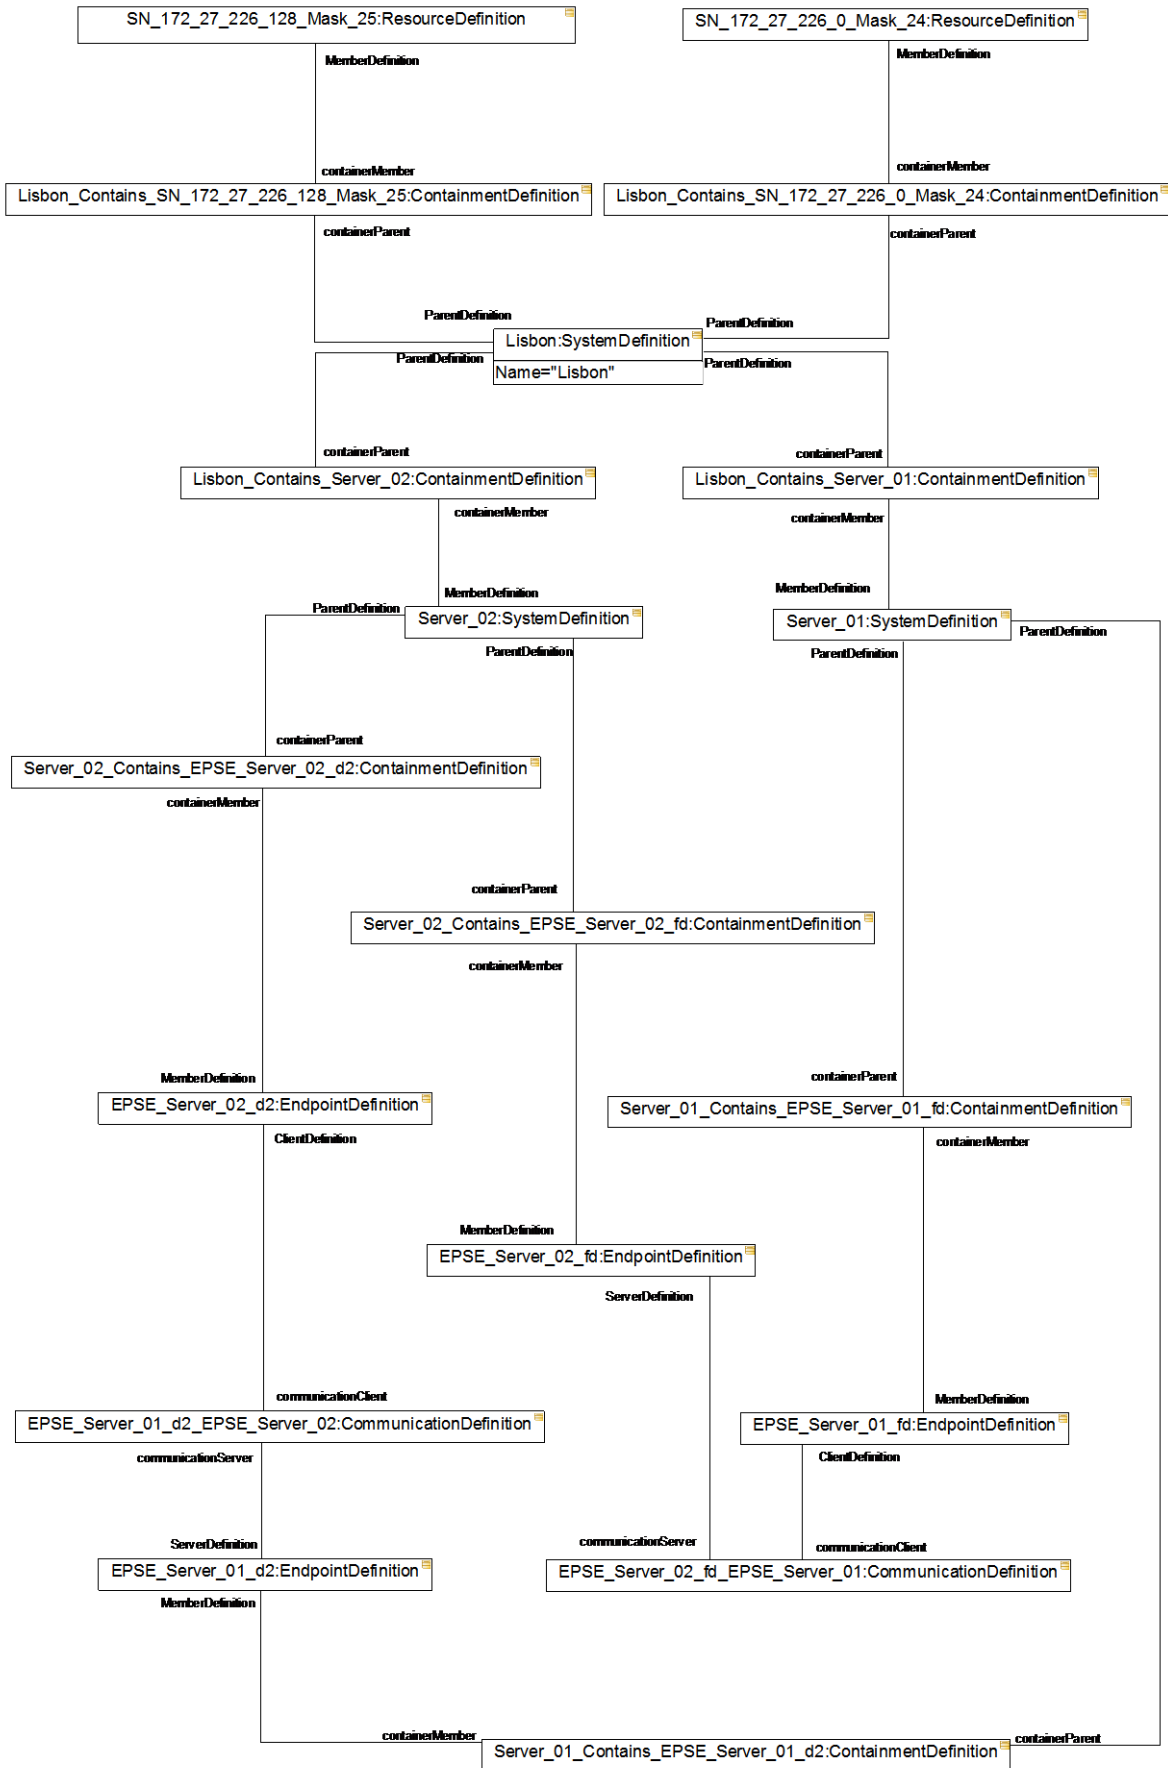 SN_172_27_226_128_Mask_25:ResourceDefinition
SN_172_27_226_0_Mask_24:ResourceDefinition
MemberDefinition
MemberDefinition
containerMember
containerMember
Lisbon_Contains_SN_172_27_226_128_Mask_25:ContainmentDefinition
Lisbon_Contains_SN_172_27_226_0_Mask_24:ContainmentDefinition
containerParent
containerParent
ParentDefinition
ParentDefinition
Lisbon:SystemDefinition
Name="Lisbon"
ParentDefinition
ParentDefinition
containerParent
containerParent
Lisbon_Contains_Server_02:ContainmentDefinition
Lisbon_Contains_Server_01:ContainmentDefinition
containerMember
containerMember
MemberDefinition
MemberDefinition
ParentDefinition
Server_02:SystemDefinition
Server_01:SystemDefinition
ParentDefinition
ParentDefinition
ParentDefinition
containerParent
Server_02_Contains_EPSE_Server_02_d2:ContainmentDefinition
containerMember
containerParent
Server_02_Contains_EPSE_Server_02_fd:ContainmentDefinition
containerMember
MemberDefinition
containerParent
EPSE_Server_02_d2:EndpointDefinition
Server_01_Contains_EPSE_Server_01_fd:ContainmentDefinition
ClientDefinition
containerMember
MemberDefinition
EPSE_Server_02_fd:EndpointDefinition
ServerDefinition
communicationClient
MemberDefinition
EPSE_Server_01_d2_EPSE_Server_02:CommunicationDefinition
EPSE_Server_01_fd:EndpointDefinition
communicationServer
ClientDefinition
ServerDefinition
communicationServer
communicationClient
EPSE_Server_01_d2:EndpointDefinition
EPSE_Server_02_fd_EPSE_Server_01:CommunicationDefinition
MemberDefinition
containerMember
containerParent
Server_01_Contains_EPSE_Server_01_d2:ContainmentDefinition